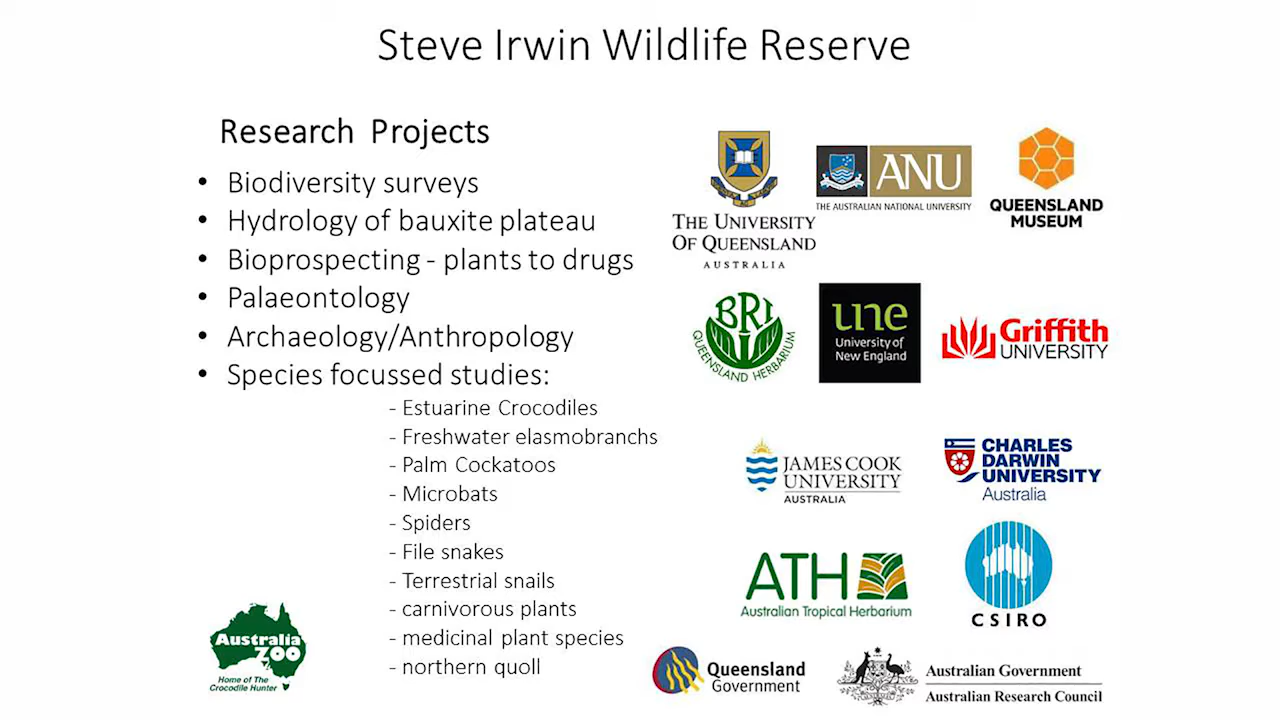 Steve Irwin Wildlife Reserve
Research Projects
• Biodiversity surveys
• Hydrology of bauxite plateau
• Bioprospecting - plants to drugs
• Palaeontology
• Archaeology/Anthropology
• Species focussed studies:
- Estuarine Crocodiles
- Freshwater elasmobranchs
- Palm Cockatoos
- Microbats
- Spiders
- File snakes
- Terrestrial snails
- carnivorous plants
- medicinal plant species
- northern quoll
Australia
ZOO
Home of The
Crocodile Hunter
THE UNIVERSITY
OF QUEENSLAND
AUSTRALIA
ANU
THE AUSTRALIAN NATIONAL UNIVERSITY
QUEENSLAND
MUSEUM
BRI
QUEENSLAND HERBARIUM
une
University of
New England
Griffith
UNIVERSITY
JAMES COOK
UNIVERSITY
AUSTRALIA
CHARLES
DARWIN
UNIVERSITY
Australia
ATH
Australian Tropical Herbarium
CSIRO
Queensland
Government
Australian Government
Australian Research Council